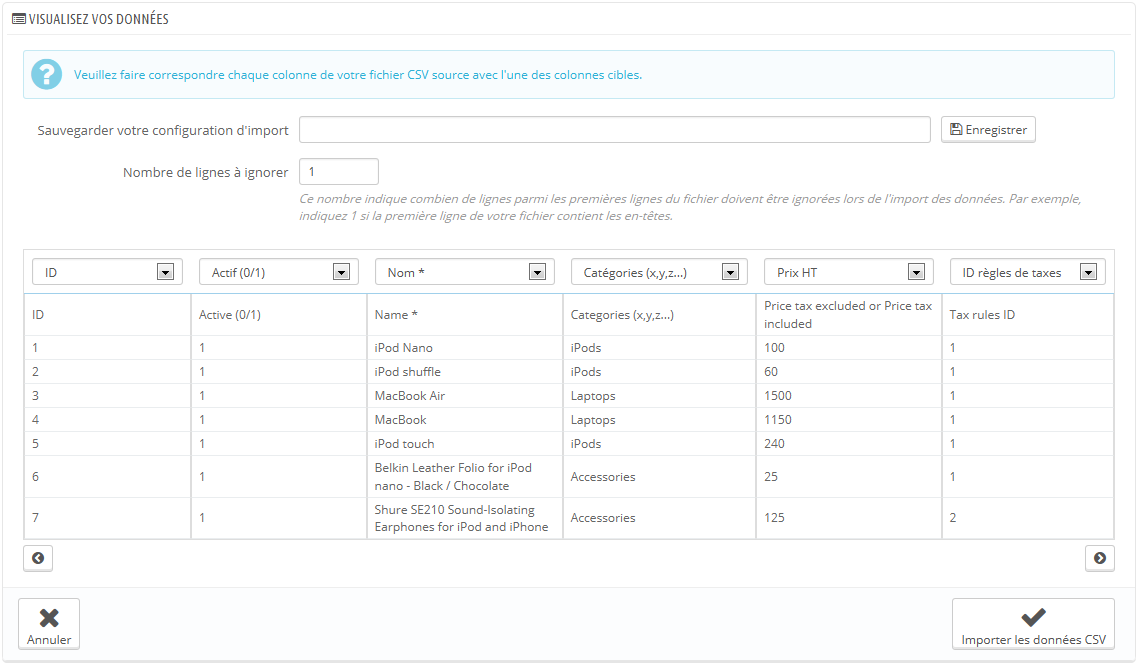 VISUALISEZ VOS DONNÉES
? Veuillez faire correspondre chaque colonne de votre fichier CSV source avec l'une des colonnes cibles.
Sauvegarder votre configuration d'import Enregistrer
Nombre de lignes à ignorer 1
Ce nombre indique combien de lignes parmi les premières lignes du fichier doivent être ignorées lors de l'import des données. Par exemple,
indiquez 1 si la première ligne de votre fichier contient les en-têtes.
ID Actif (0/1) Nom * Catégories (x,y,z...) Prix HT ID règles de taxes
ID Active (0/1) Name * Categories (x,y,z...) Price tax excluded or Price tax included Tax rules ID
1 1 iPod Nano iPods 100 1
2 1 iPod shuffle iPods 60 1
3 1 MacBook Air Laptops 1500 1
4 1 MacBook Laptops 1150 1
5 1 iPod touch iPods 240 1
6 1 Belkin Leather Folio for iPod nano - Black / Chocolate Accessories 25 1
7 1 Shure SE210 Sound-Isolating Earphones for iPod and iPhone Accessories 125 2
Annuler Importer les données CSV